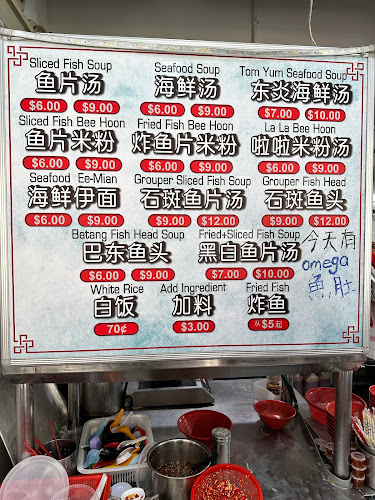 Sliced Fish Soup
鱼片汤
$6.00 $9.00
Seafood Soup
海鲜汤
$6.00 $9.00
Tom Yum Seafood Soup
东炎海鲜汤
$7.00 $10.00
Sliced Fish Bee Hoon
鱼片米粉
$6.00 $9.00
Fried Fish Bee Hoon
炸鱼片米粉
$6.00 $9.00
La La Bee Hoon
啦啦米粉汤
$6.00 $9.00
Seafood Ee-Mian
海鲜伊面
$6.00 $9.00
Grouper Sliced Fish Soup
石斑鱼片汤
$9.00 $12.00
Grouper Fish Head
石斑鱼头
$9.00 $12.00
Batang Fish Head Soup
巴东鱼头
$6.00 $9.00
Fried+Sliced Fish Soup
黑白鱼片汤
$7.00 $10.00
今天有
omega
鱼肚
White Rice
白饭
70¢
Add Ingredient
加料
$3.00
Fried Fish
炸鱼
从$5起